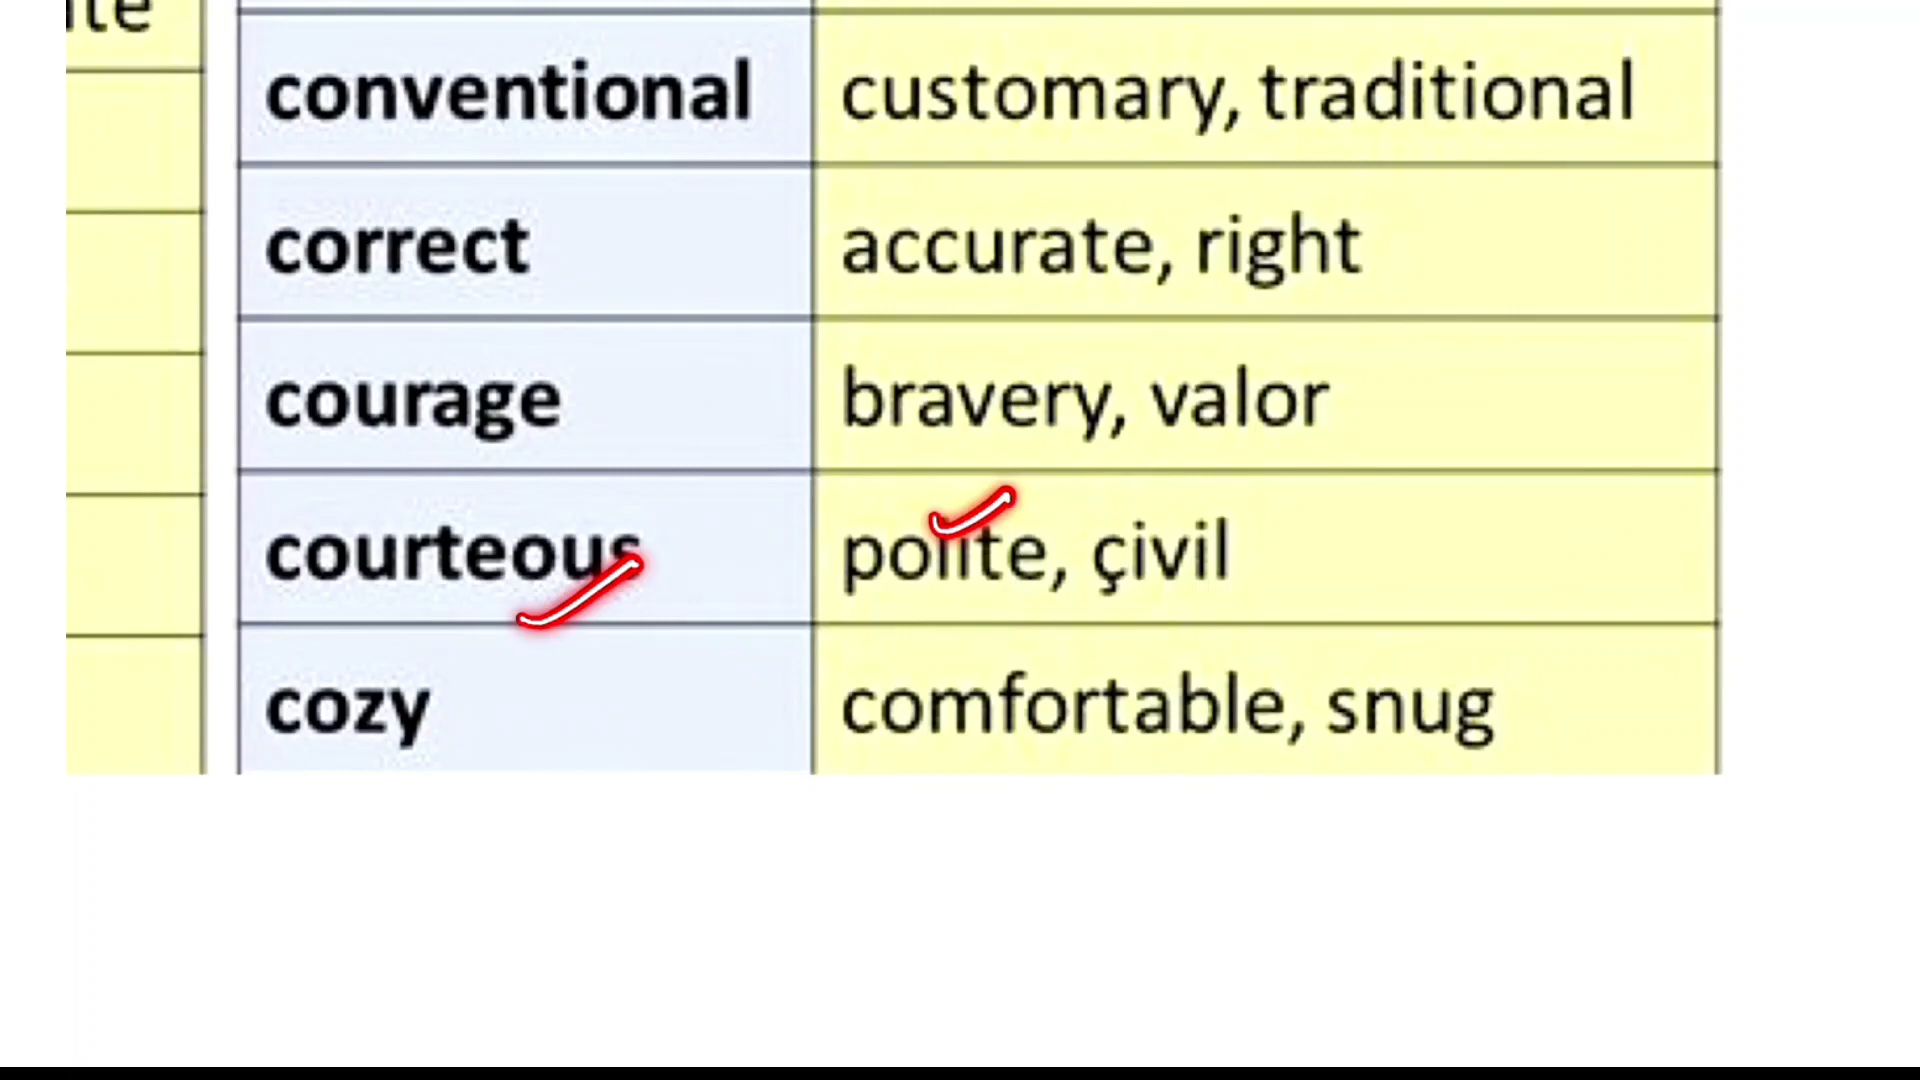 conventional customary, traditional
correct accurate, right
courage bravery, valor
courteous polite, çivil
cozy comfortable, snug